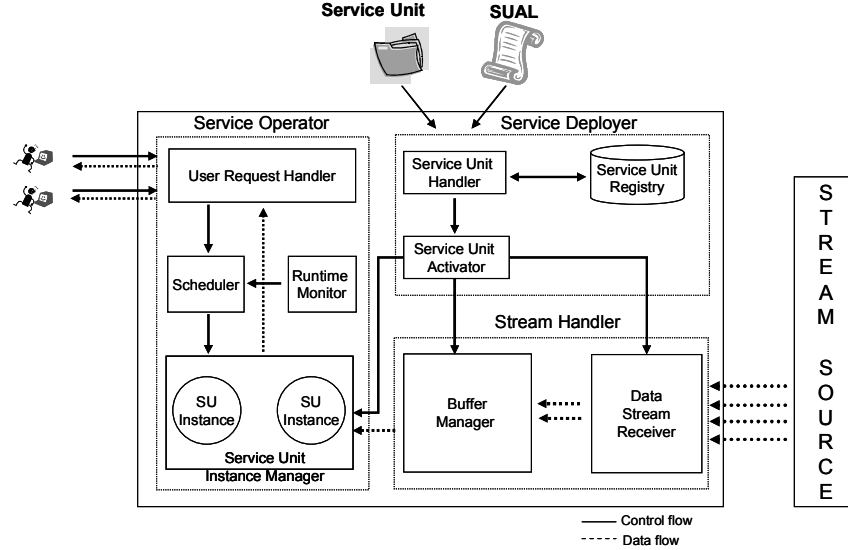 Service Unit
SUAL
Service Operator
Service Deployer
User Request Handler
Service Unit
Handler
Service Unit
Registry
Service Unit
Activator
Scheduler
Runtime
Monitor
Stream Handler
SU
Instance
SU
Instance
Service Unit
Instance Manager
Buffer
Manager
Data
Stream
Receiver
STREAM SOURCE
Control flow
Data flow